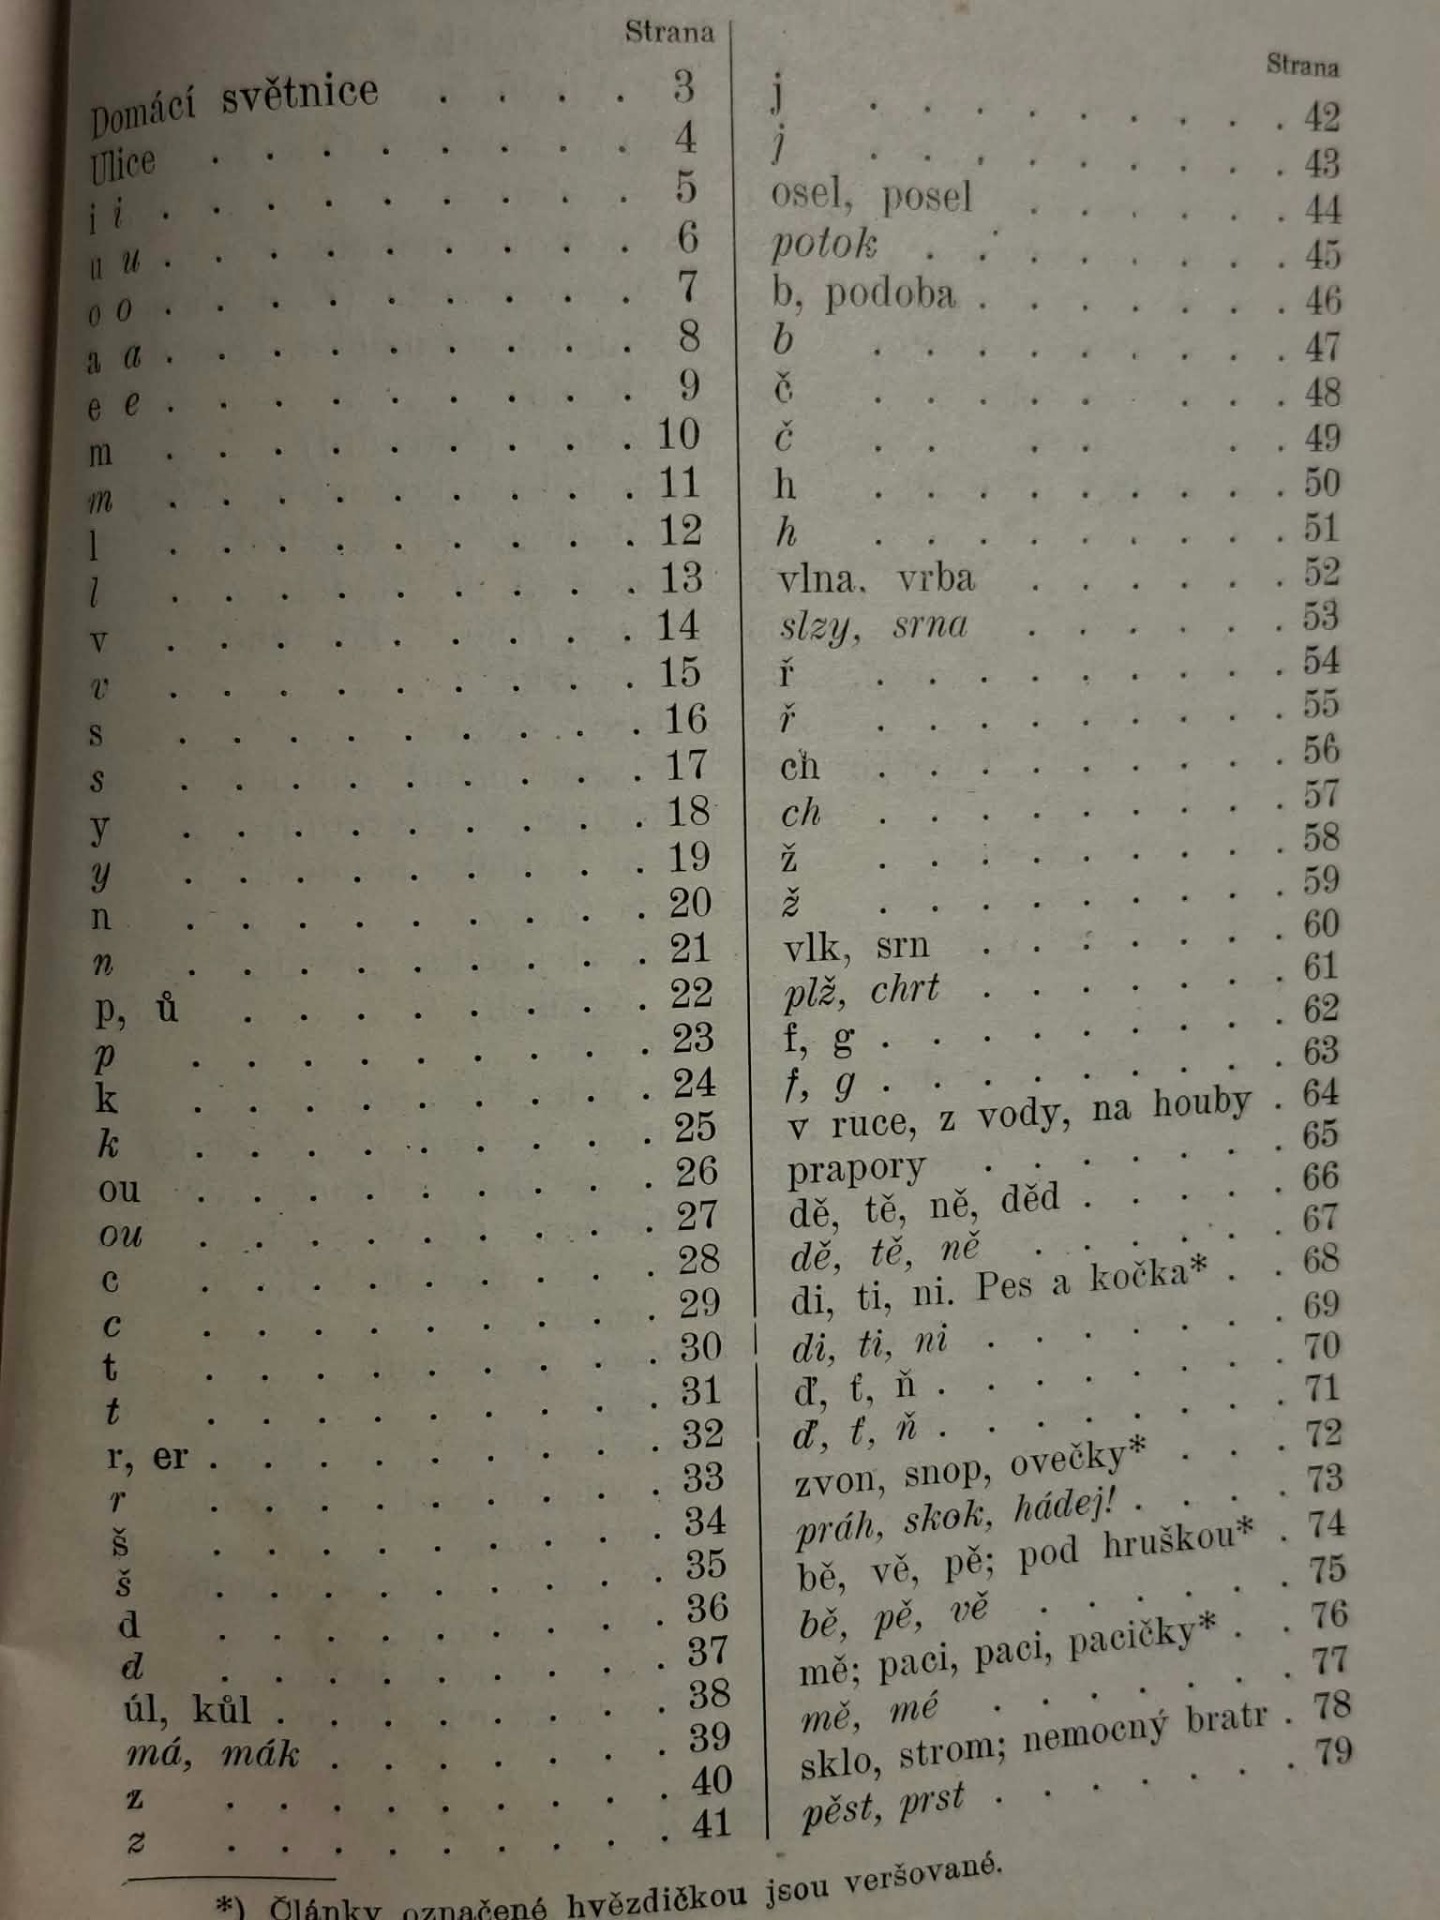 Strana
Domácí světnice . . . . 3
Ulice . . . . . . . . 4
i i . . . . . . . . . 5
u u . . . . . . . . . 6
o o . . . . . . . . . 7
a a . . . . . . . . . 8
e e . . . . . . . . . 9
m . . . . . . . . . 10
m . . . . . . . . . 11
l . . . . . . . . . 12
l . . . . . . . . . 13
v . . . . . . . . . 14
v . . . . . . . . . 15
s . . . . . . . . . 16
s . . . . . . . . . 17
y . . . . . . . . . 18
y . . . . . . . . . 19
n . . . . . . . . . 20
n . . . . . . . . . 21
p, ů . . . . . . . . 22
p . . . . . . . . . 23
k . . . . . . . . . 24
k . . . . . . . . . 25
ou . . . . . . . . . 26
ou . . . . . . . . . 27
c . . . . . . . . . 28
c . . . . . . . . . 29
t . . . . . . . . . 30
t . . . . . . . . . 31
r, er . . . . . . . . . 32
r . . . . . . . . . 33
š . . . . . . . . . 34
š . . . . . . . . . 35
d . . . . . . . . . 36
d . . . . . . . . . 37
úl, kůl . . . . . . . . 38
má, mák . . . . . . . 39
z . . . . . . . . . 40
z . . . . . . . . . 41
Strana
j . . . . . . . . . 42
j . . . . . . . . . 43
osel, posel . . . . . . 44
potok . . . . . . . . 45
b, podoba . . . . . . . 46
b . . . . . . . . . 47
č . . . . . . . . 48
č . . . . . . 49
h . . . . . . . . . 50
h . . . . . . . . . 51
vlna. vrba . . . . . . 52
slzy, srna . . . . . . 53
ř . . . . . . . . . 54
ř . . . . . . . . . 55
ch . . . . . . . . . 56
ch . . . . . . . . . 57
ž . . . . . . . . . 58
ž . . . . . . . . . 59
vlk, srn . . . . . . . 60
plž, chrt . . . . . . . 61
f, g . . . . . . . . . 62
f, g . . . . . . . . . 63
v ruce, z vody, na houby . 64
prapory . . . . . . . 65
dě, tě, ně, děd . . . . . 66
dě, tě, ně . . . . . . 67
di, ti, ni. Pes a kočka* . . 68
di, ti, ni . . . . . . . 69
ď, ť, ň . . . . . . . . 70
ď, ť, ň . . . . . . . . 71
zvon, snop, ovečky* . . . 72
práh, skok, hádej! . . . . 73
bě, vě, pě; pod hruškou* . 74
bě, pě, vě . . . . . . 75
mě; paci, paci, pacičky* . . 76
mě, mé . . . . . . . 77
sklo, strom; nemocný bratr . 78
pěst, prst . . . . . . . 79
*) Články označené hvězdičkou jsou veršované.